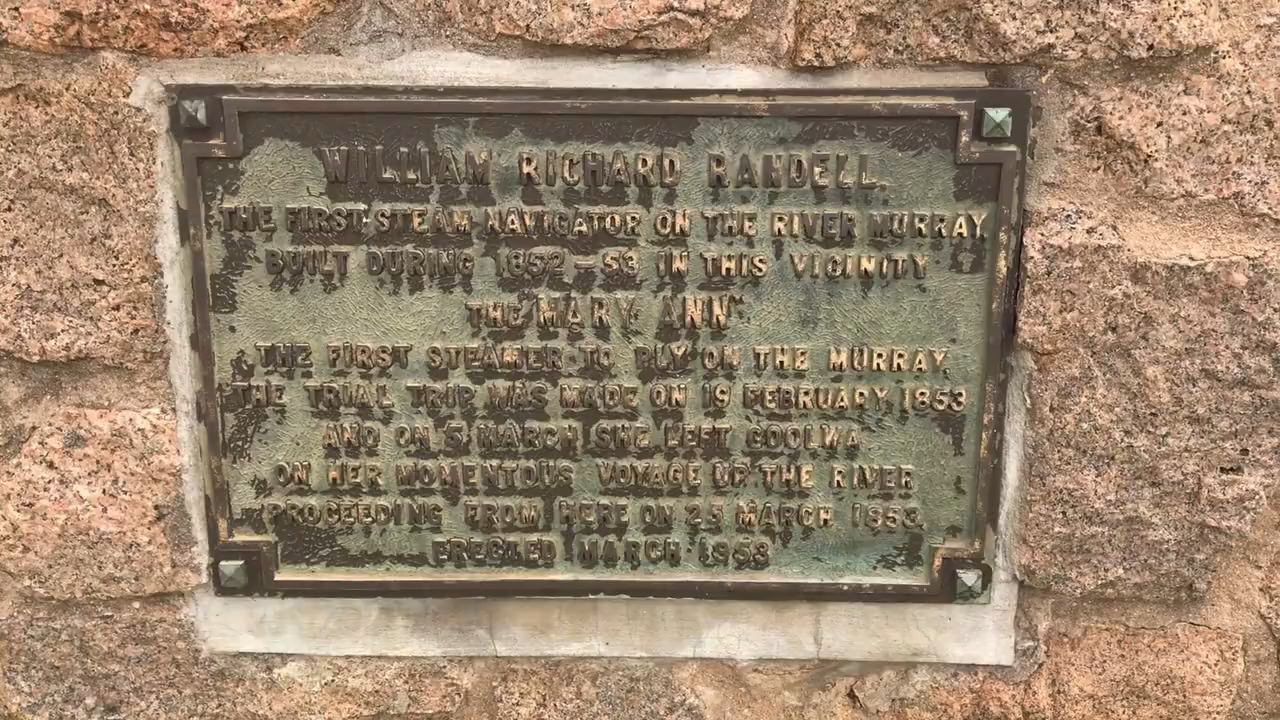 WILLIAM RICHARD RANDELL.
THE FIRST STEAM NAVIGATOR ON THE RIVER MURRAY,
BUILT DURING 1852-53 IN THIS VICINITY
THE "MARY ANN"
THE FIRST STEAMER TO PLY ON THE MURRAY,
THE TRIAL TRIP WAS MADE ON 19 FEBRUARY, 1853
AND ON 5 MARCH SHE LEFT GOOLWA
ON HER MOMENTOUS VOYAGE UP THE RIVER
PROCEEDING FROM HERE ON 25 MARCH 1853.
ERECTED MARCH 1953